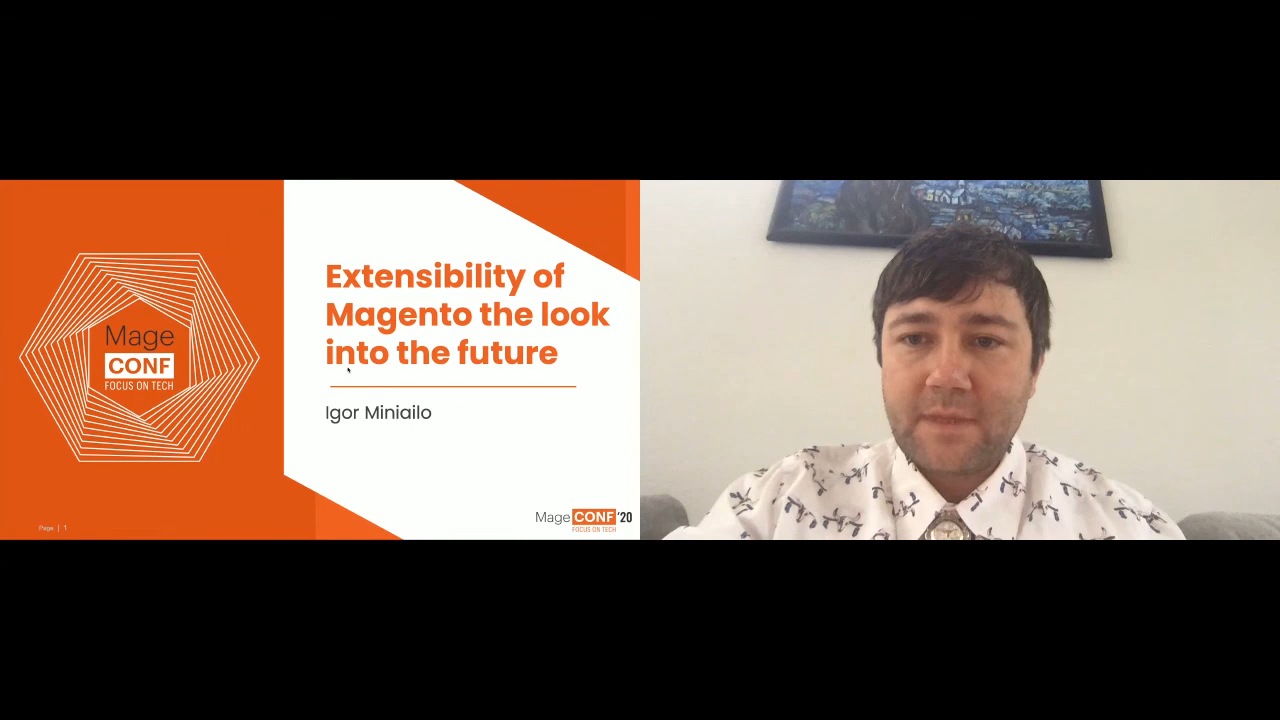 Mage
CONF
FOCUS ON TECH
Extensibility of
Magento the look
into the future
Igor Miniailo
Page | 1
Mage CONF '20
FOCUS ON TECH